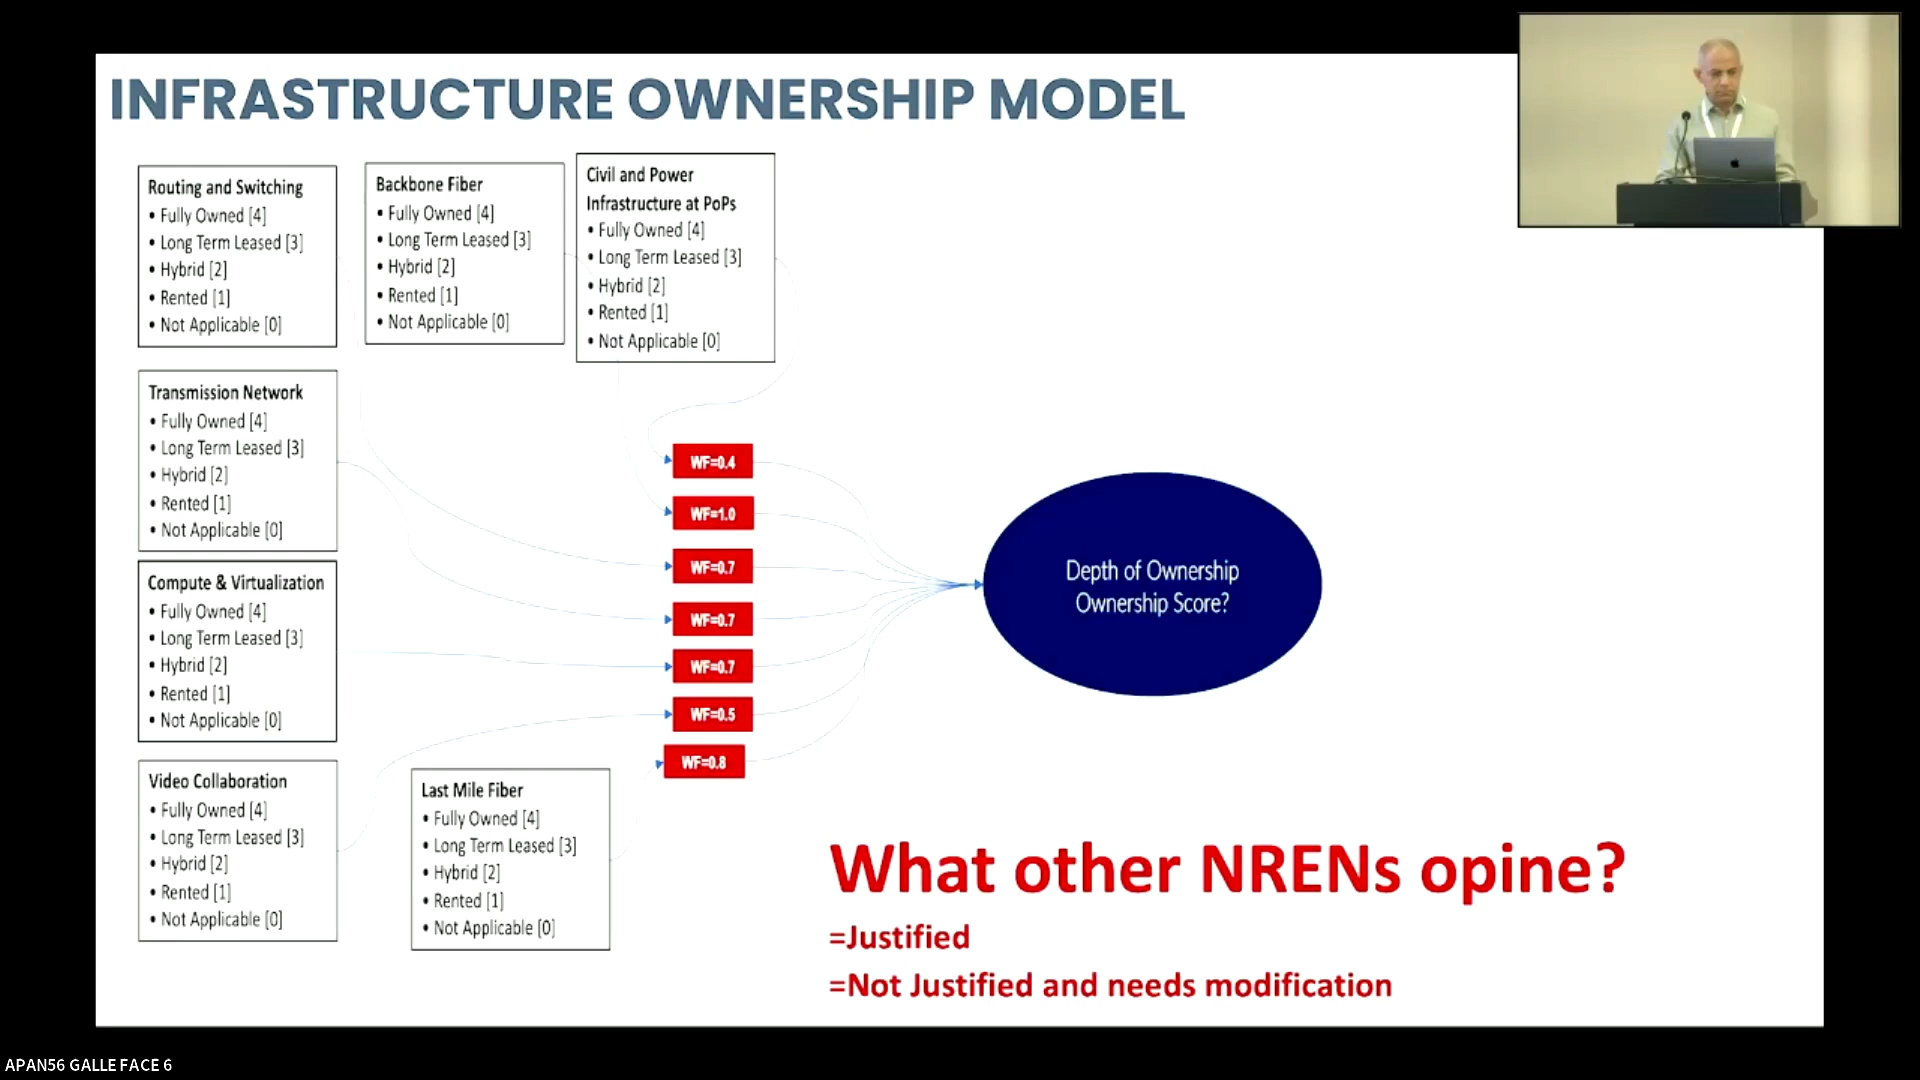 INFRASTRUCTURE OWNERSHIP MODEL
Routing and Switching
• Fully Owned [4]
• Long Term Leased [3]
• Hybrid [2]
• Rented [1]
• Not Applicable [0]
Backbone Fiber
• Fully Owned [4]
• Long Term Leased [3]
• Hybrid [2]
• Rented [1]
• Not Applicable [0]
Civil and Power
Infrastructure at PoPs
• Fully Owned [4]
• Long Term Leased [3]
• Hybrid [2]
• Rented [1]
• Not Applicable [0]
Transmission Network
• Fully Owned [4]
• Long Term Leased [3]
• Hybrid [2]
• Rented [1]
• Not Applicable [0]
Compute & Virtualization
• Fully Owned [4]
• Long Term Leased [3]
• Hybrid [2]
• Rented [1]
• Not Applicable [0]
Video Collaboration
• Fully Owned [4]
• Long Term Leased [3]
• Hybrid [2]
• Rented [1]
• Not Applicable [0]
Last Mile Fiber
• Fully Owned [4]
• Long Term Leased [3]
• Hybrid [2]
• Rented [1]
• Not Applicable [0]
WF=0.4
WF=1.0
WF=0.7
WF=0.7
WF=0.7
WF=0.5
WF=0.8
Depth of Ownership
Ownership Score?
What other NRENs opine?
=Justified
=Not Justified and needs modification
APAN56 GALLE FACE 6